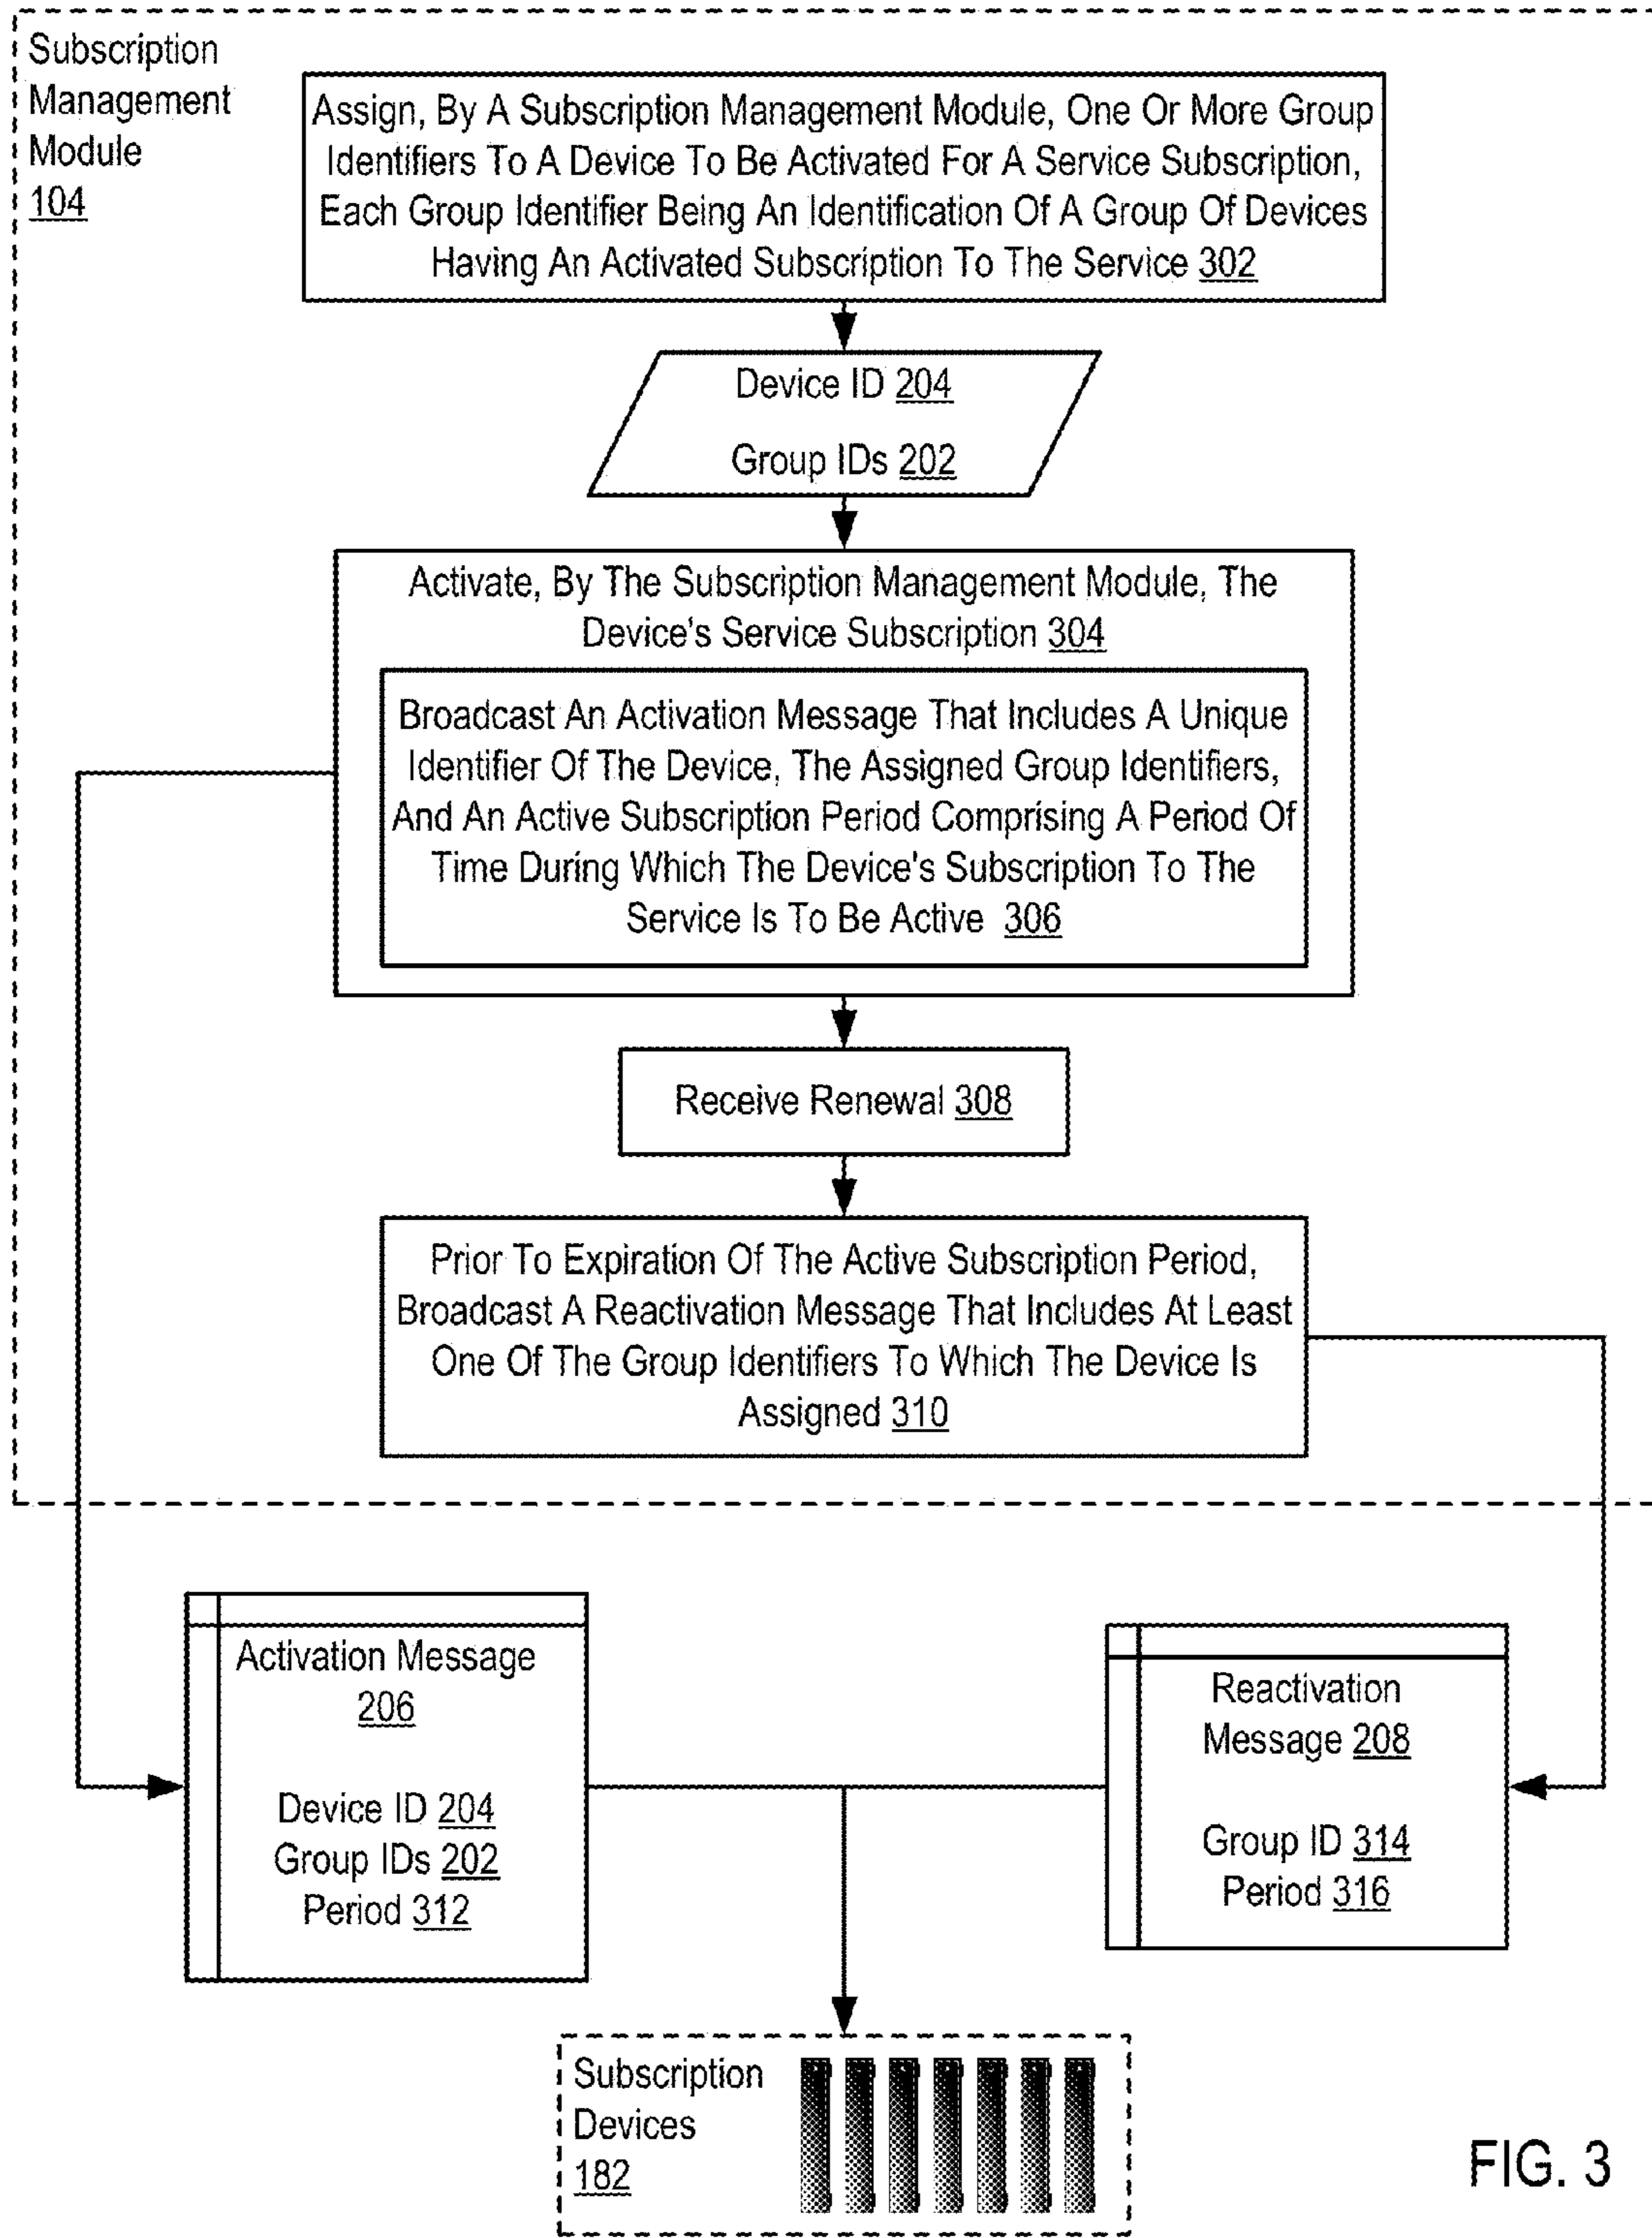 Subscription
Management
Module
104
Assign, By A Subscription Management Module, One Or More Group
Identifiers To A Device To Be Activated For A Service Subscription,
Each Group Identifier Being An Identification Of A Group Of Devices
Having An Activated Subscription To The Service 302
Device ID 204
Group IDs 202
Activate, By The Subscription Management Module, The
Device's Service Subscription 304
Broadcast An Activation Message That Includes A Unique
Identifier Of The Device, The Assigned Group Identifiers,
And An Active Subscription Period Comprising A Period Of
Time During Which The Device's Subscription To The
Service Is To Be Active 306
Receive Renewal 308
Prior To Expiration Of The Active Subscription Period,
Broadcast A Reactivation Message That Includes At Least
One Of The Group Identifiers To Which The Device Is
Assigned 310
Activation Message
206
Device ID 204
Group IDs 202
Period 312
Reactivation
Message 208
Group ID 314
Period 316
Subscription
Devices
182
FIG. 3